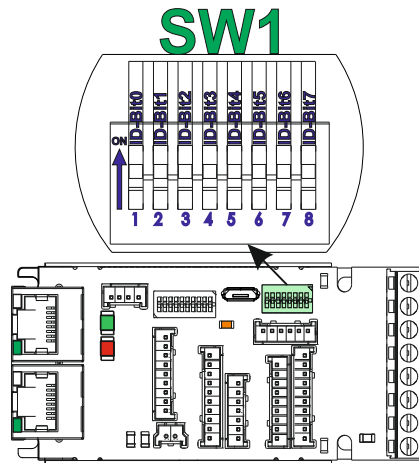 SW1
ID-Bit0 ID-Bit1 ID-Bit2 ID-Bit3 ID-Bit4 ID-Bit5 ID-Bit6 ID-Bit7
ON
1 2 3 4 5 6 7 8